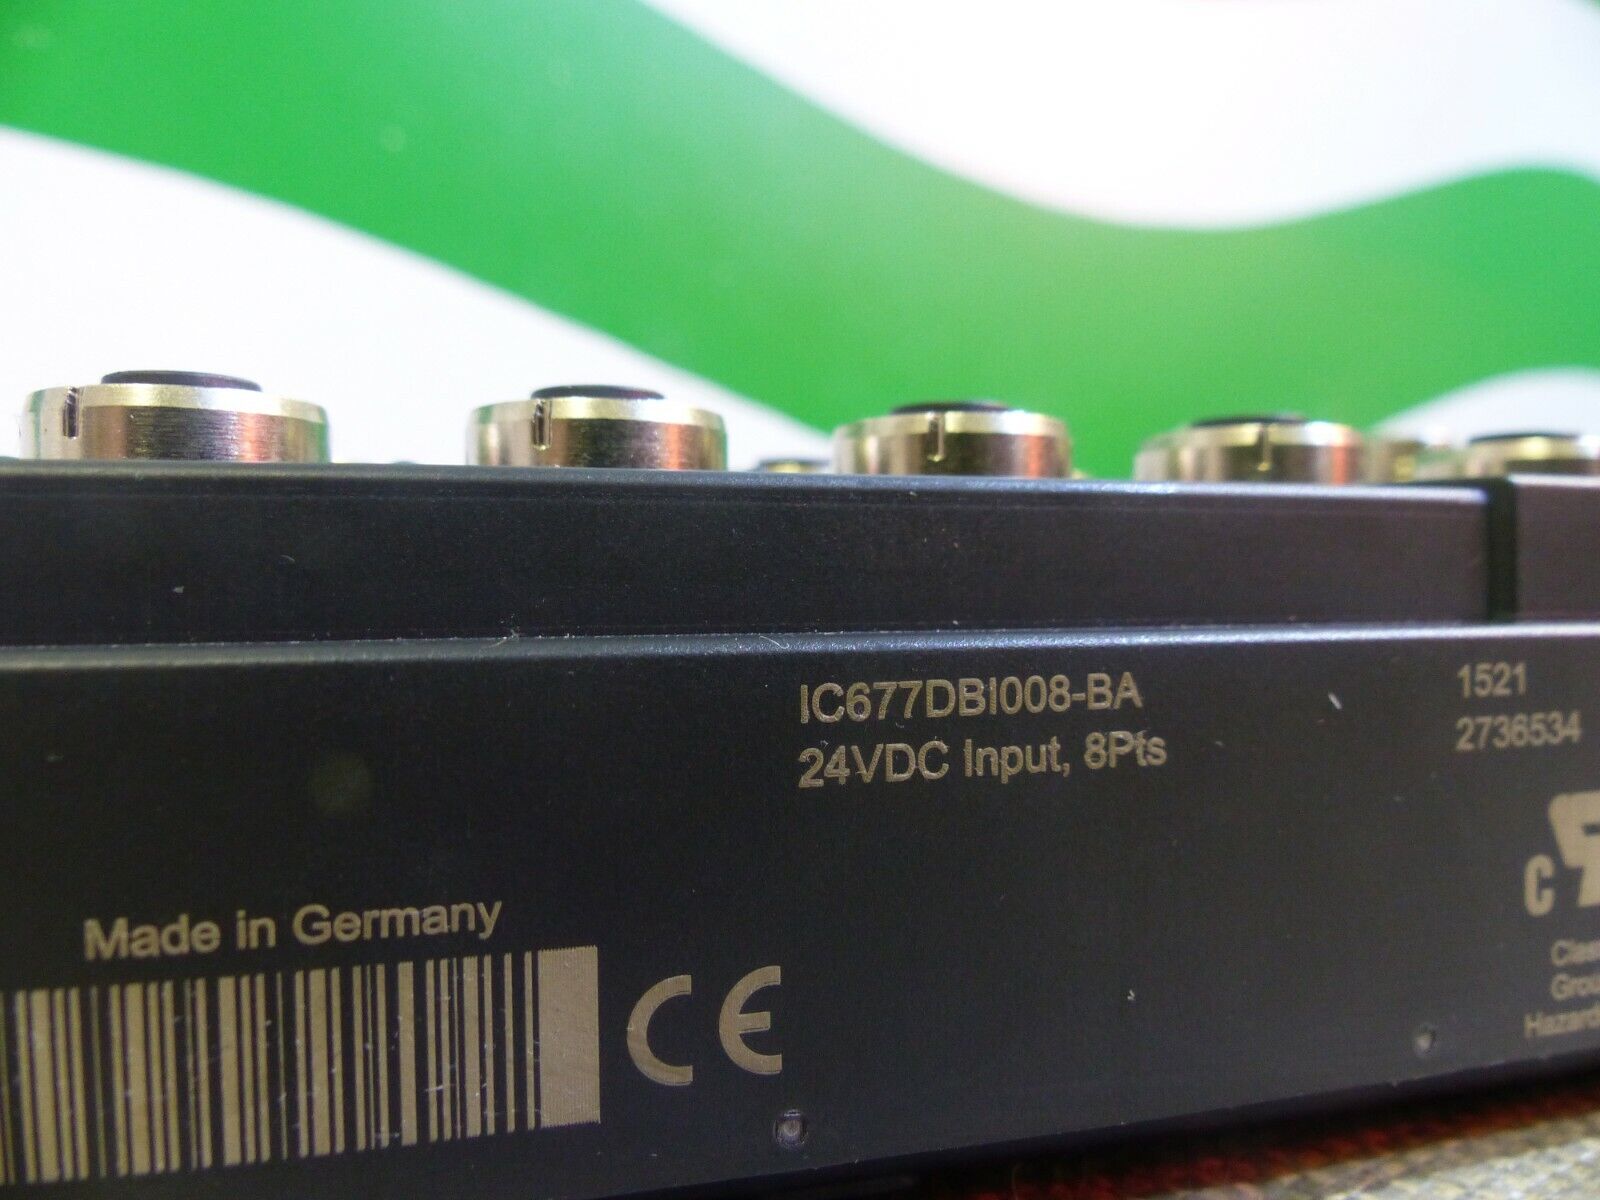 IC677DBI008-BA
24VDC Input, 8Pts
1521
2736534
Made in Germany
CE
C